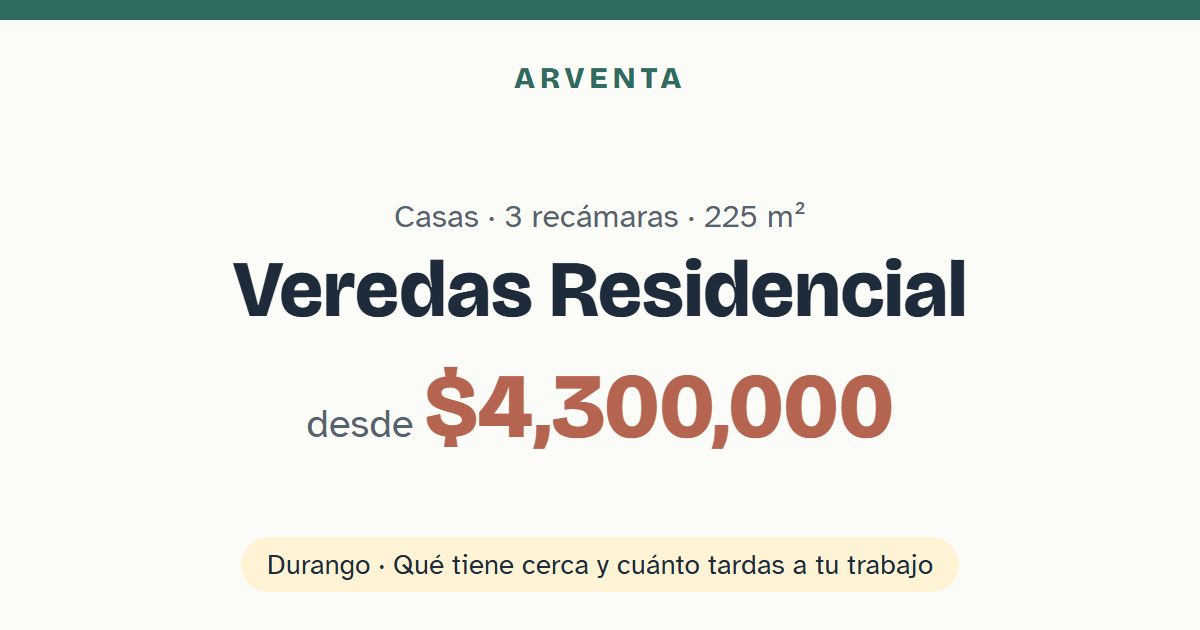 ARVENTA
Casas · 3 recámaras · 225 m²
Veredas Residencial
desde $4,300,000
Durango · Qué tiene cerca y cuánto tardas a tu trabajo